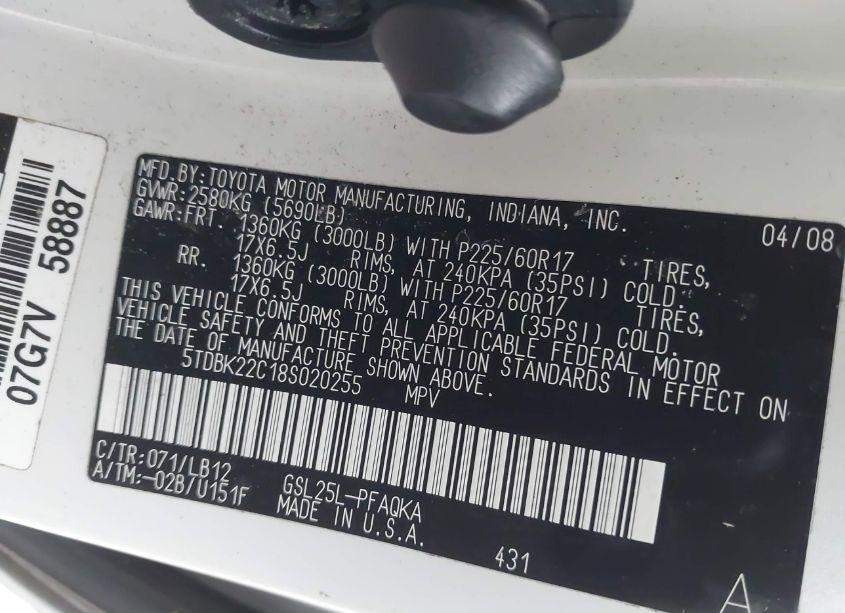 07G7V 58887
MFD.BY:TOYOTA MOTOR MANUFACTURING, INDIANA, INC. 04/08
GVWR:2580KG (5690LB)
GAWR:FRT. 1360KG (3000LB) WITH P225/60R17 TIRES,
17X6.5J RIMS, AT 240KPA (35PSI) COLD.
RR. 1360KG (3000LB) WITH P225/60R17 TIRES,
17X6.5J RIMS, AT 240KPA (35PSI) COLD.
THIS VEHICLE CONFORMS TO ALL APPLICABLE FEDERAL MOTOR
VEHICLE SAFETY AND THEFT PREVENTION STANDARDS IN EFFECT ON
THE DATE OF MANUFACTURE SHOWN ABOVE.
5TDBK22C18S020255 MPV
C/TR:071/LB12
A/TM:-02B/U151F GSL25L-PFAQKA
MADE IN U.S.A.
431
A